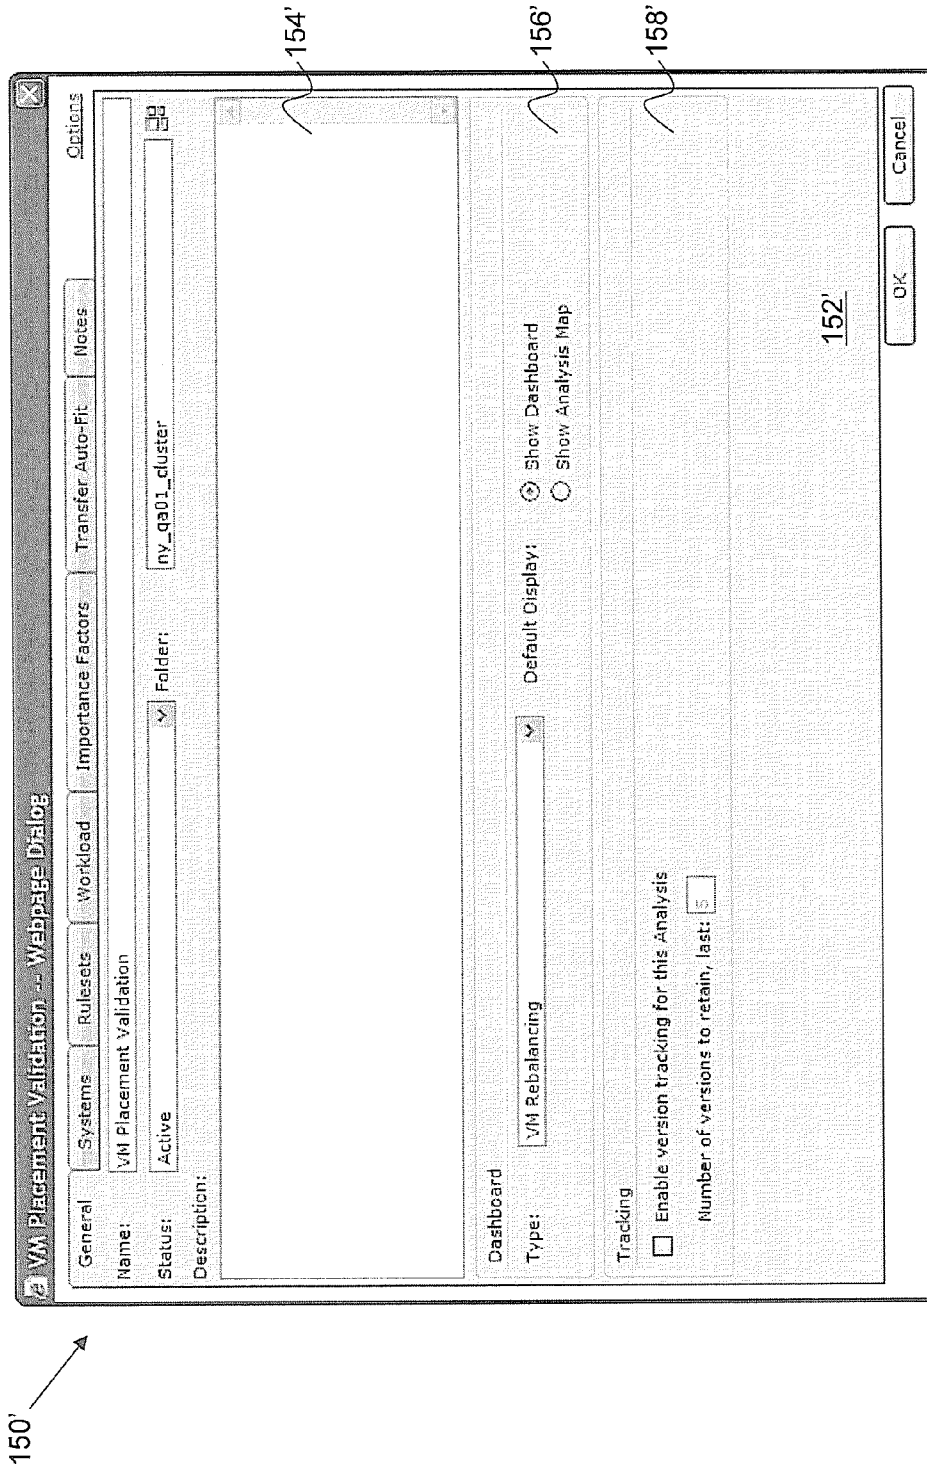 150'
VM Placement Validation -- Webpage Dialog
Options
General Systems Rulesets Workload Importance Factors Transfer Auto-Fit Notes
Name: VM Placement Validation
Status: Active Folder: ny_qa01_cluster
Description:
154'
Dashboard
Type: VM Rebalancing Default Display: Show Dashboard
Show Analysis Map
156'
Tracking
Enable version tracking for this Analysis
Number of versions to retain, last: 5
158'
152'
OK Cancel